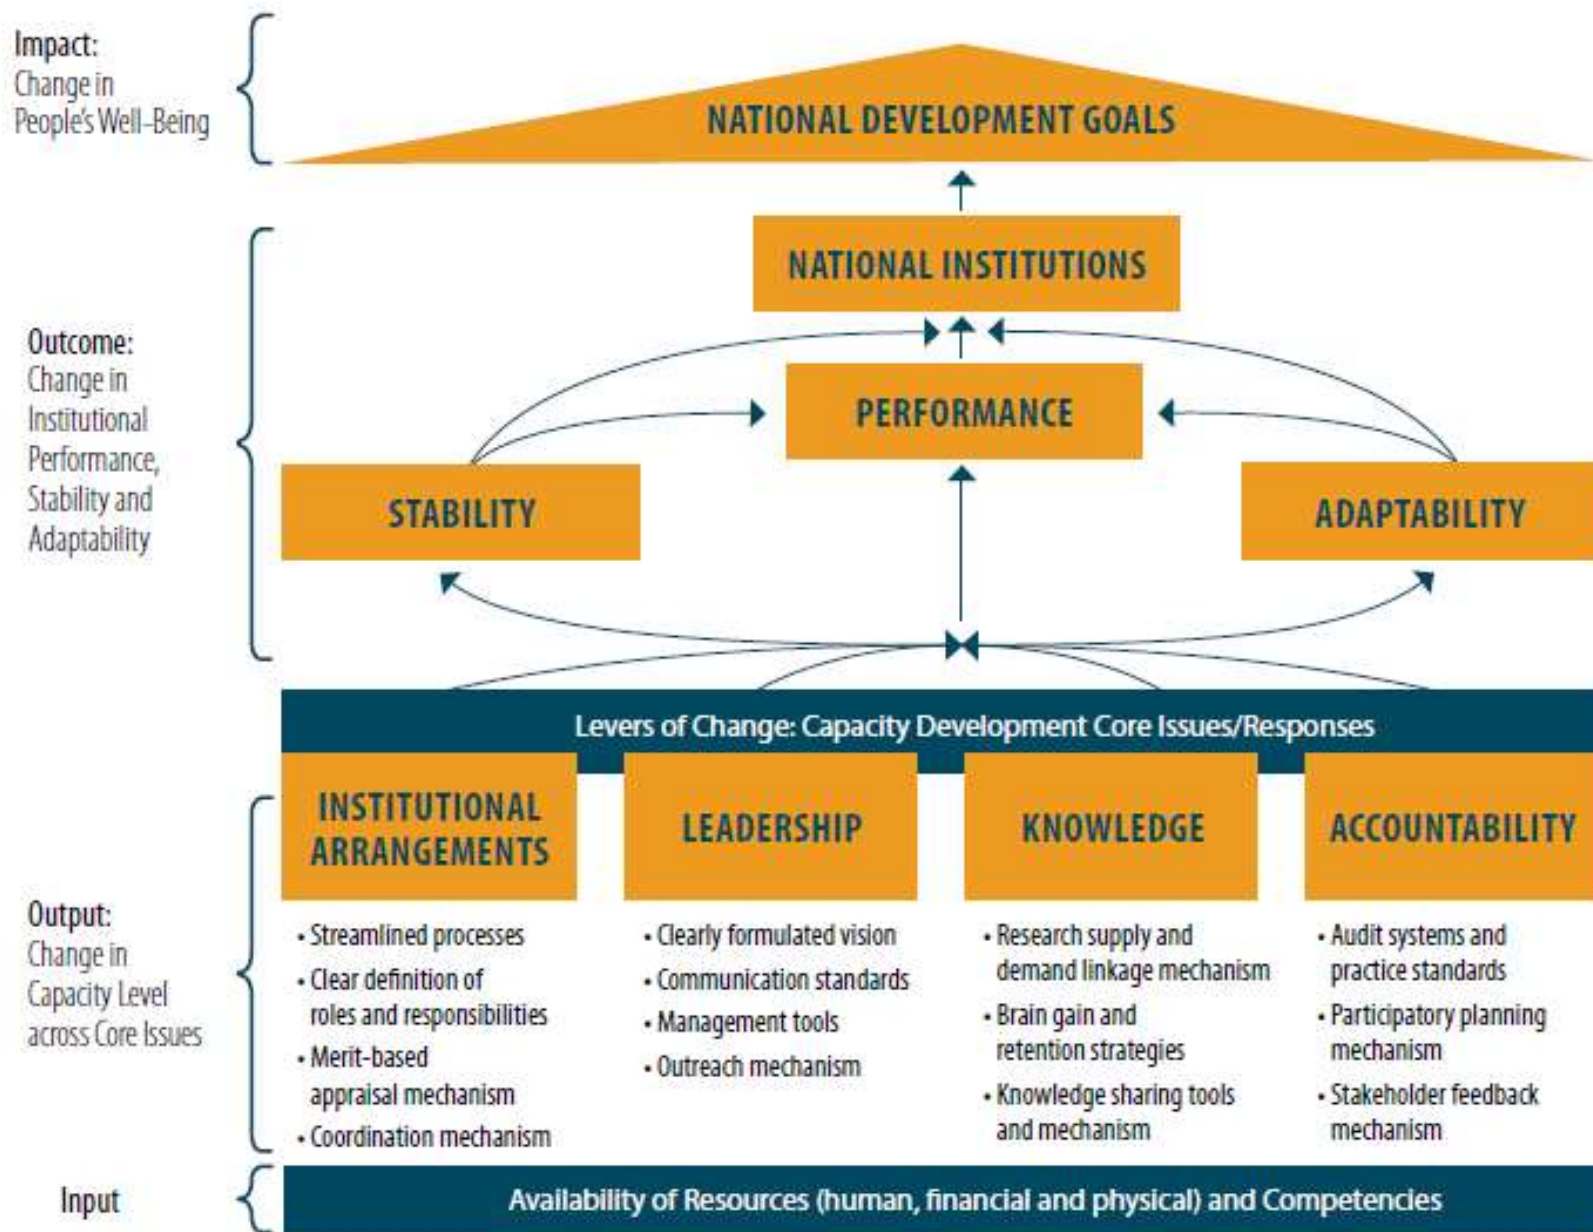 Impact:
Change in
People's Well-Being
NATIONAL DEVELOPMENT GOALS
NATIONAL INSTITUTIONS
Outcome:
Change in
Institutional
Performance,
Stability and
Adaptability
PERFORMANCE
STABILITY
ADAPTABILITY
Levers of Change: Capacity Development Core Issues/Responses
Output:
Change in
Capacity Level
across Core Issues
INSTITUTIONAL
ARRANGEMENTS
• Streamlined processes
• Clear definition of
roles and responsibilities
• Merit-based
appraisal mechanism
• Coordination mechanism
LEADERSHIP
• Clearly formulated vision
• Communication standards
• Management tools
• Outreach mechanism
KNOWLEDGE
• Research supply and
demand linkage mechanism
• Brain gain and
retention strategies
• Knowledge sharing tools
and mechanism
ACCOUNTABILITY
• Audit systems and
practice standards
• Participatory planning
mechanism
• Stakeholder feedback
mechanism
Input
Availability of Resources (human, financial and physical) and Competencies